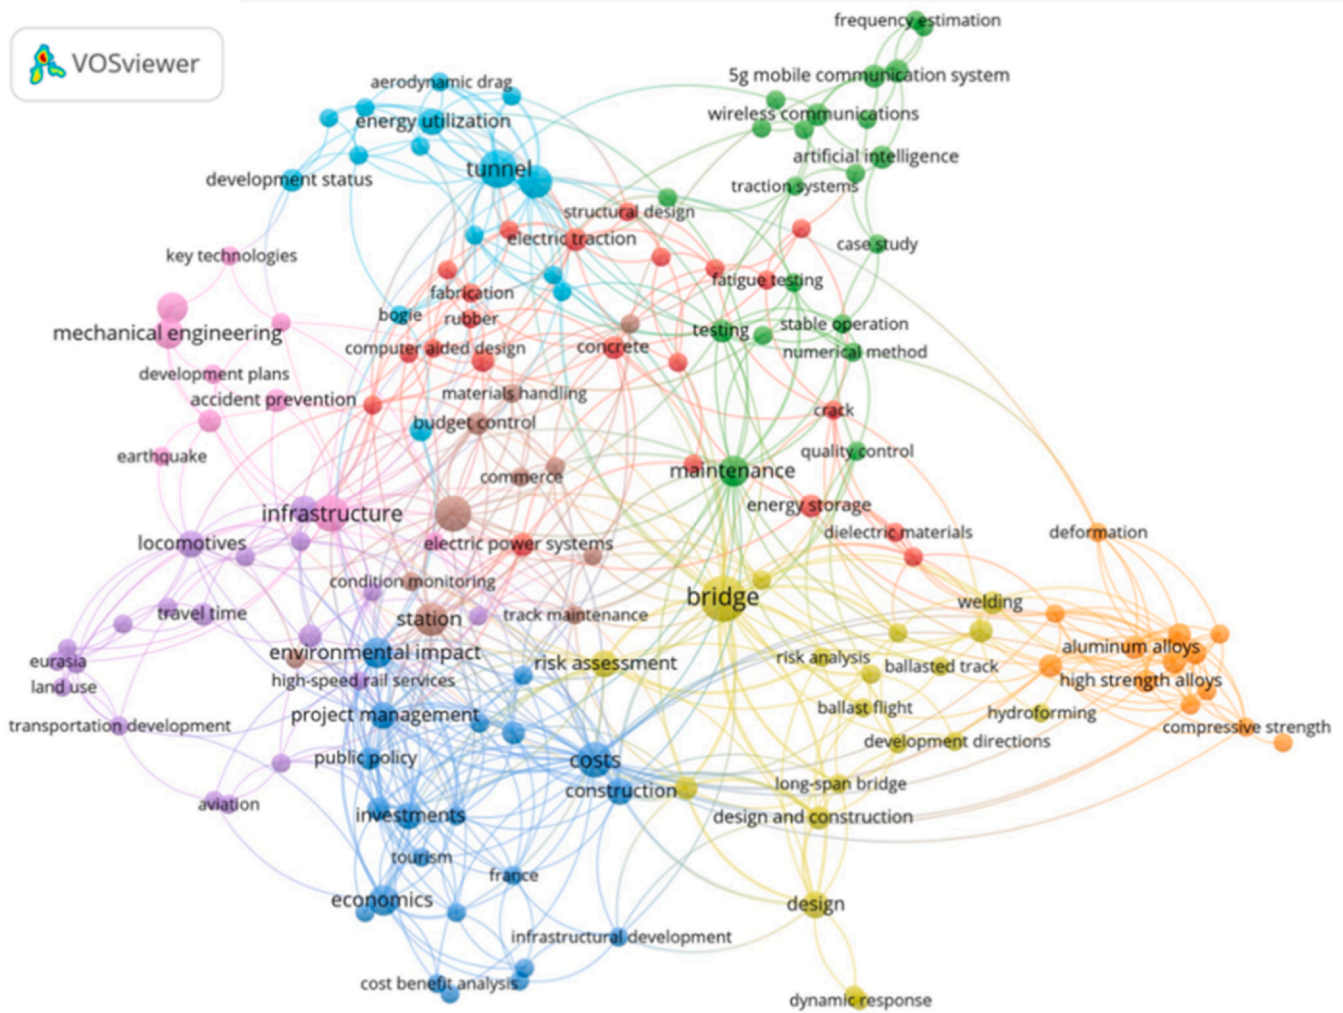 frequency estimation
VOSviewer
5g mobile communication system
aerodynamic drag
wireless communications
energy utilization
artificial intelligence
tunnel
development status
traction systems
structural design
electric traction
case study
key technologies
fatigue testing
fabrication
bogie
rubber
stable operation
testing
mechanical engineering
computer aided design
concrete
numerical method
development plans
materials handling
accident prevention
crack
budget control
quality control
earthquake
commerce
maintenance
energy storage
infrastructure
dielectric materials
deformation
locomotives
electric power systems
condition monitoring
bridge
welding
travel time
station
track maintenance
environmental impact
aluminum alloys
eurasia
risk assessment
risk analysis
ballasted track
high-speed rail services
high strength alloys
land use
ballast flight
project management
hydroforming
transportation development
compressive strength
development directions
public policy
costs
construction
long-span bridge
aviation
investments
design and construction
tourism
france
economics
design
infrastructural development
cost benefit analysis
dynamic response